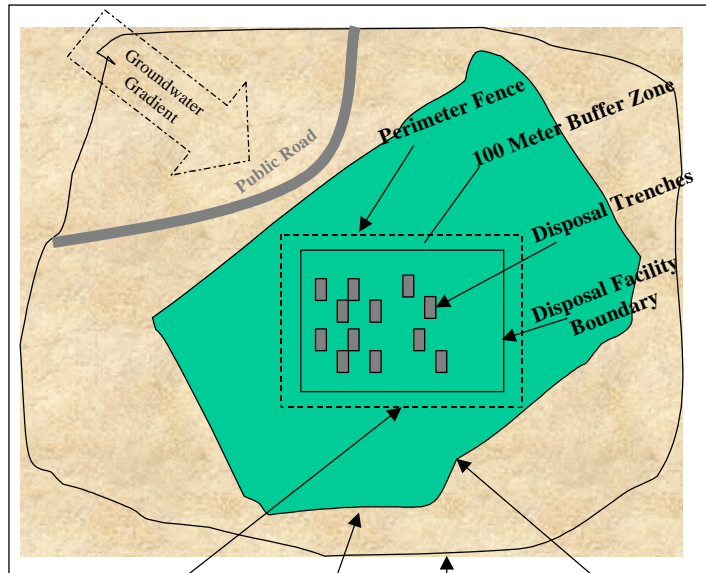 Groundwater
Gradient
Public Road
Perimeter Fence
100 Meter Buffer Zone
Disposal Trenches
Disposal Facility
Boundary